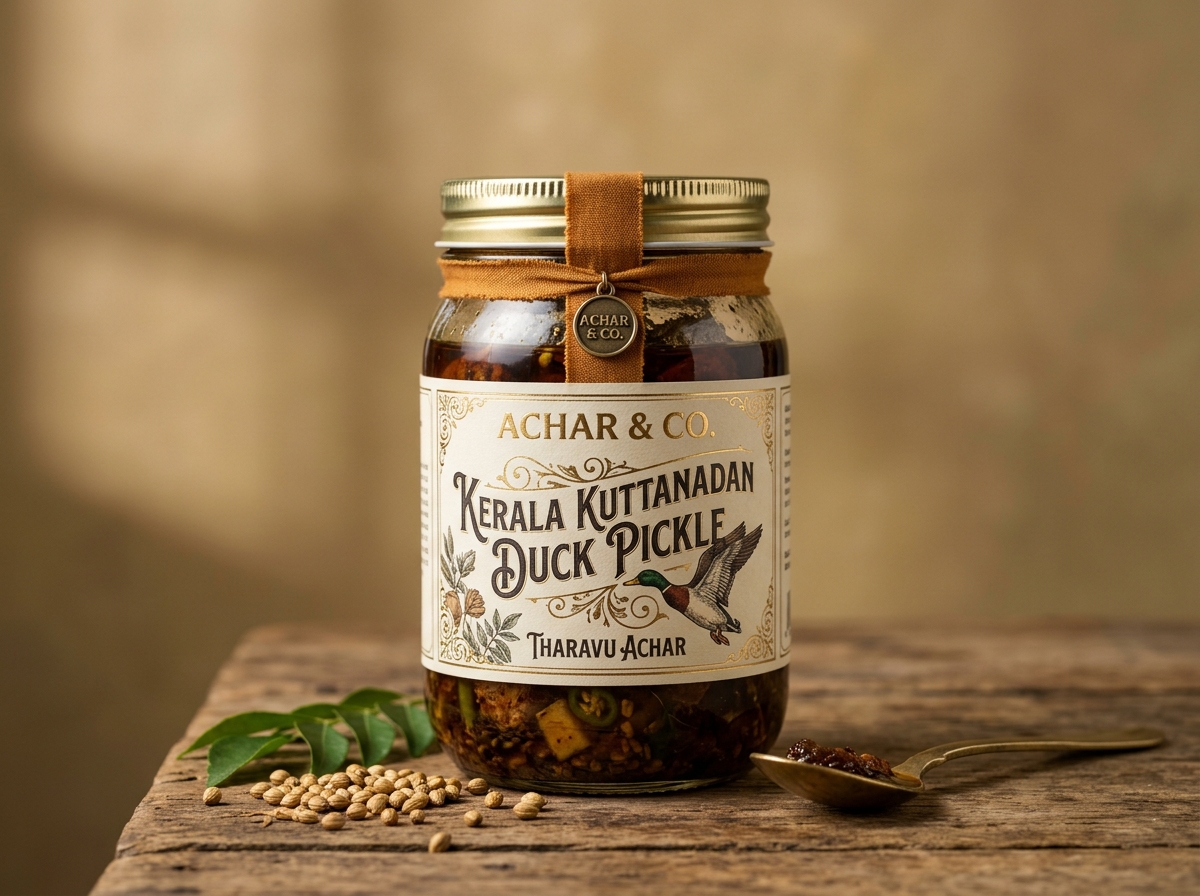 ACHAR
& CO.
ACHAR & CO.
KERALA KUTTANADAN
DUCK PICKLE
THARAVU ACHAR